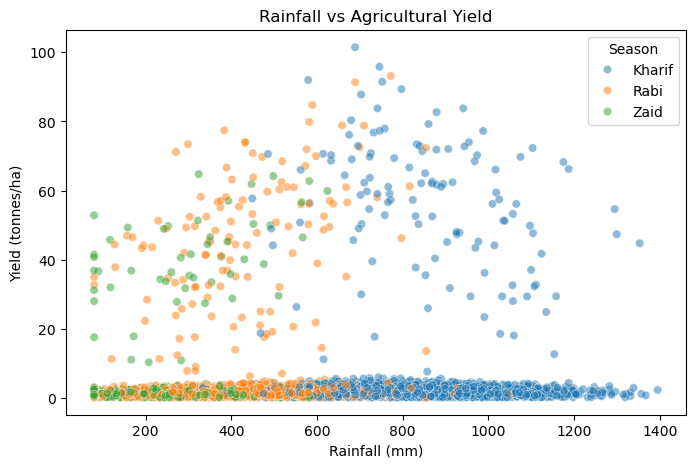 Rainfall vs Agricultural Yield
Season
Kharif
Rabi
Zaid
Yield (tonnes/ha)
100
80
60
40
20
0
200 400 600 800 1000 1200 1400
Rainfall (mm)